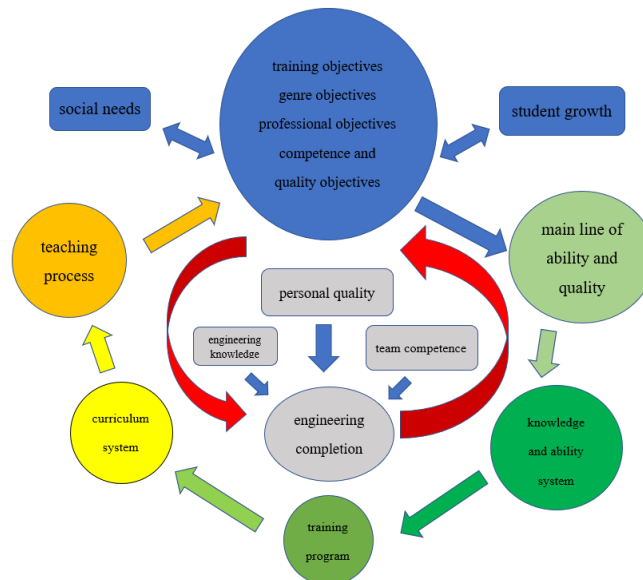 training objectives
genre objectives
professional objectives
competence and
quality objectives
social needs
student growth
teaching
process
main line of
ability and
quality
personal quality
engineering
knowledge
team competence
engineering
completion
curriculum
system
knowledge
and ability
system
training
program